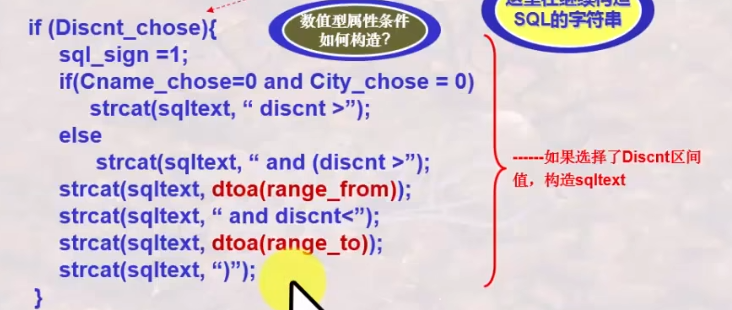 数值型属性条件
如何构造?
SQL的字符串
if (Discnt_chose){
sql_sign =1;
if(Cname_chose=0 and City_chose = 0)
strcat(sqltext, “ discnt >”);
else
strcat(sqltext, “ and (discnt >”);
strcat(sqltext, dtoa(range_from));
strcat(sqltext, “ and discnt<”);
strcat(sqltext, dtoa(range_to));
strcat(sqltext, “)”);
}
------如果选择了Discnt区间
值，构造sqltext